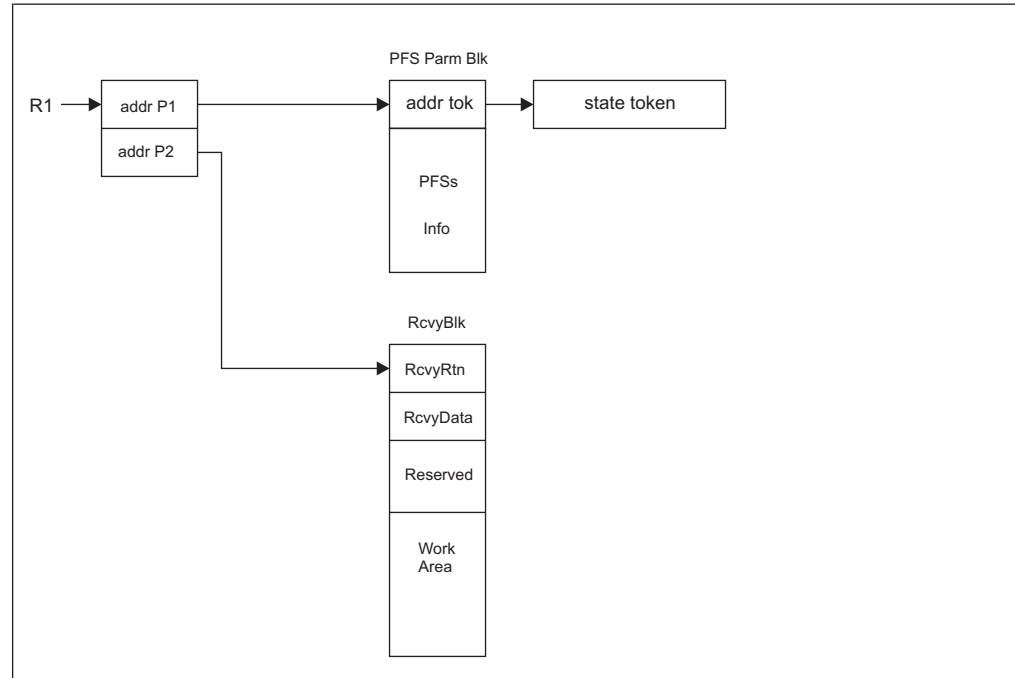 PFS Parm Blk
R1
addr P1
addr tok
state token
addr P2
PFSs
Info
RcvyBlk
RcvyRtn
RcvyData
Reserved
Work
Area